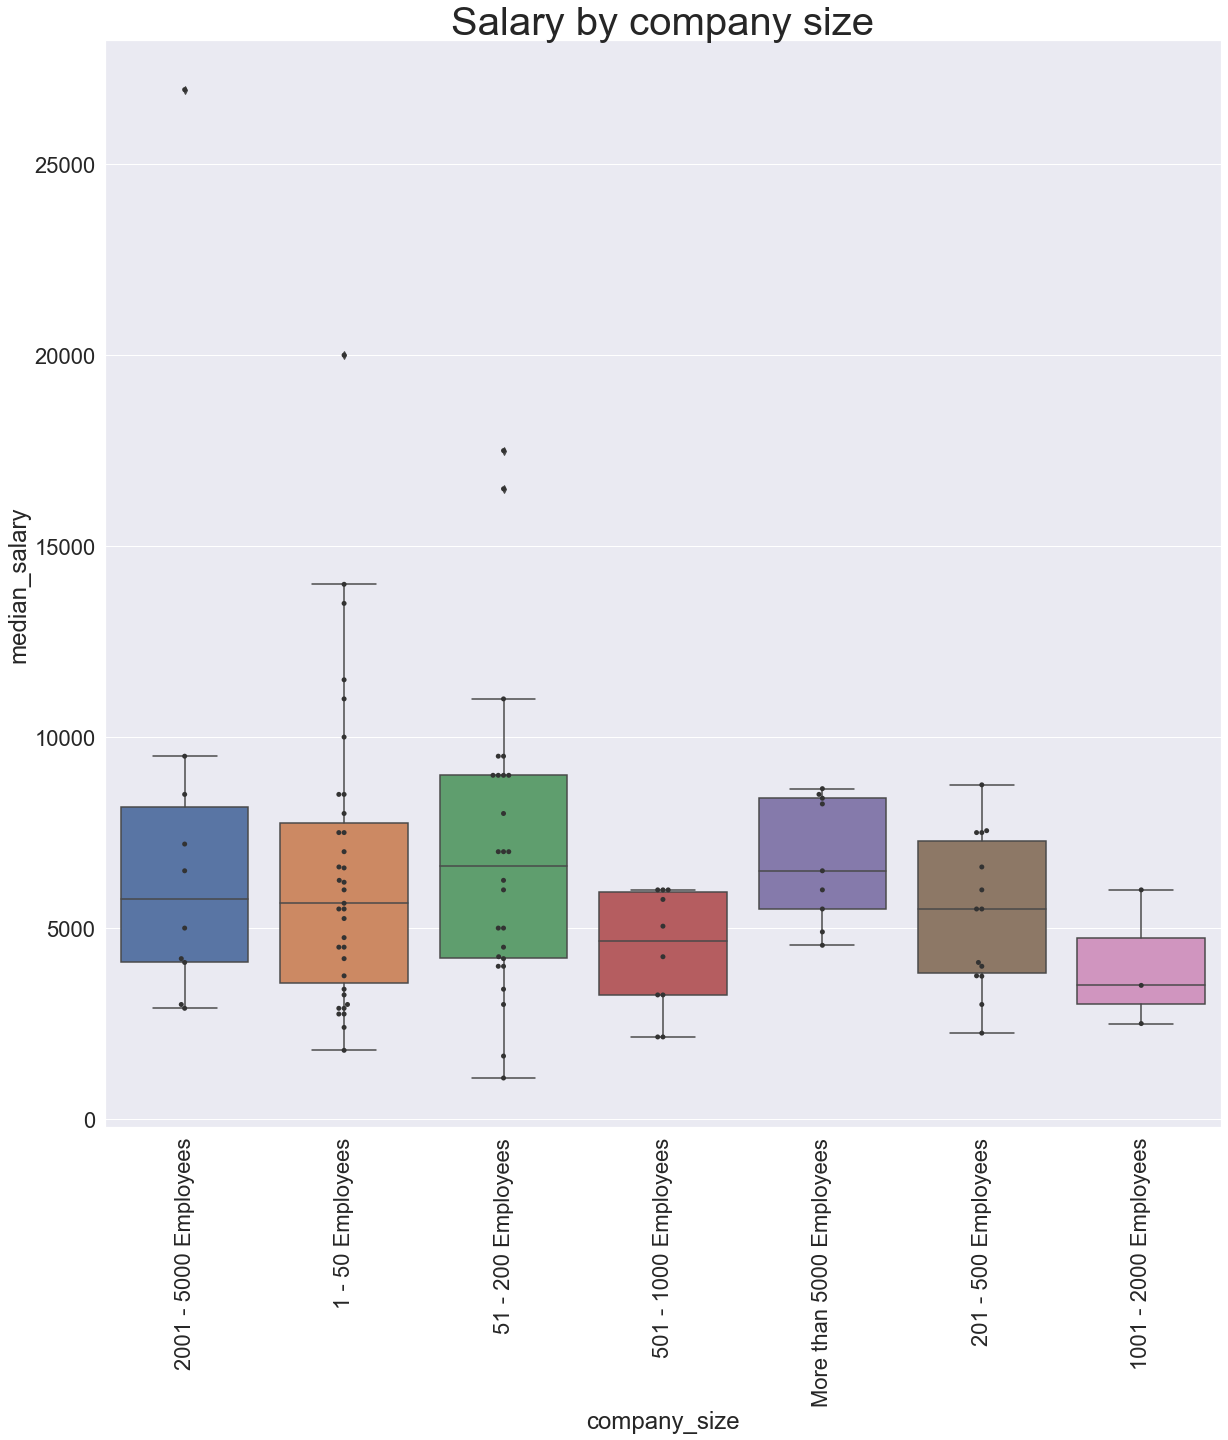 Salary by company size
25000
20000
15000
10000
5000
0
median_salary
2001 - 5000 Employees
1 - 50 Employees
51 - 200 Employees
501 - 1000 Employees
More than 5000 Employees
201 - 500 Employees
1001 - 2000 Employees
company_size